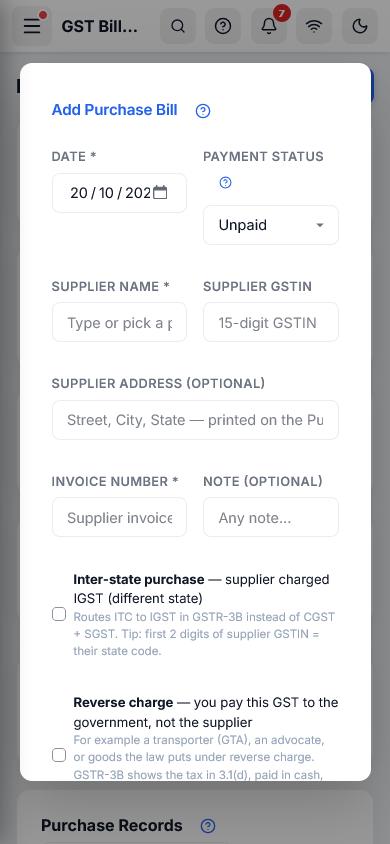 GST Bill...
7
Add Purchase Bill
DATE *
PAYMENT STATUS
20/10/202
Unpaid
SUPPLIER NAME *
SUPPLIER GSTIN
Type or pick a p
15-digit GSTIN
SUPPLIER ADDRESS (OPTIONAL)
Street, City, State — printed on the Pu
INVOICE NUMBER *
NOTE (OPTIONAL)
Supplier invoice
Any note...
Inter-state purchase — supplier charged
IGST (different state)
Routes ITC to IGST in GSTR-3B instead of CGST
+ SGST. Tip: first 2 digits of supplier GSTIN =
their state code.
Reverse charge — you pay this GST to the
government, not the supplier
For example a transporter (GTA), an advocate,
or goods the law puts under reverse charge.
GSTR-3B shows the tax in 3.1(d), paid in cash,
Purchase Records